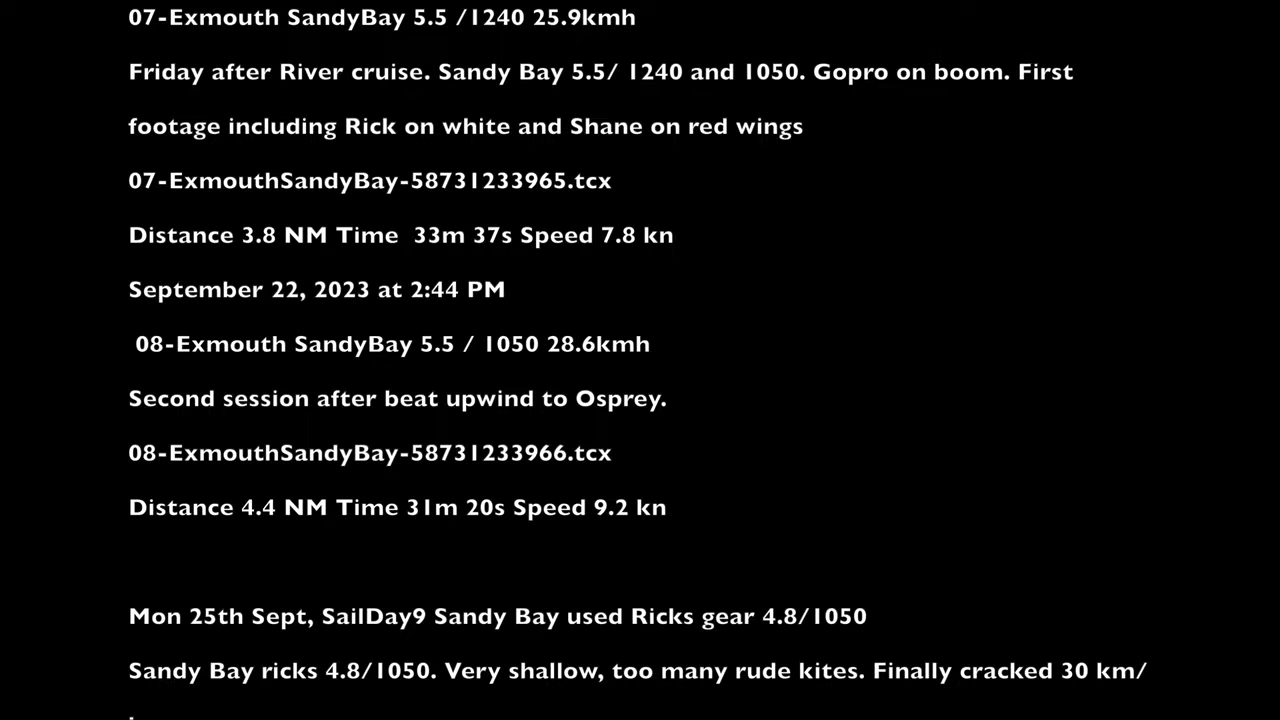 07-Exmouth SandyBay 5.5 /1240 25.9kmh
Friday after River cruise. Sandy Bay 5.5/ 1240 and 1050. Gopro on boom. First
footage including Rick on white and Shane on red wings
07-ExmouthSandyBay-58731233965.tcx
Distance 3.8 NM Time  33m 37s Speed 7.8 kn
September 22, 2023 at 2:44 PM
08-Exmouth SandyBay 5.5 / 1050 28.6kmh
Second session after beat upwind to Osprey.
08-ExmouthSandyBay-58731233966.tcx
Distance 4.4 NM Time 31m 20s Speed 9.2 kn
Mon 25th Sept, SailDay9 Sandy Bay used Ricks gear 4.8/1050
Sandy Bay ricks 4.8/1050. Very shallow, too many rude kites. Finally cracked 30 km/